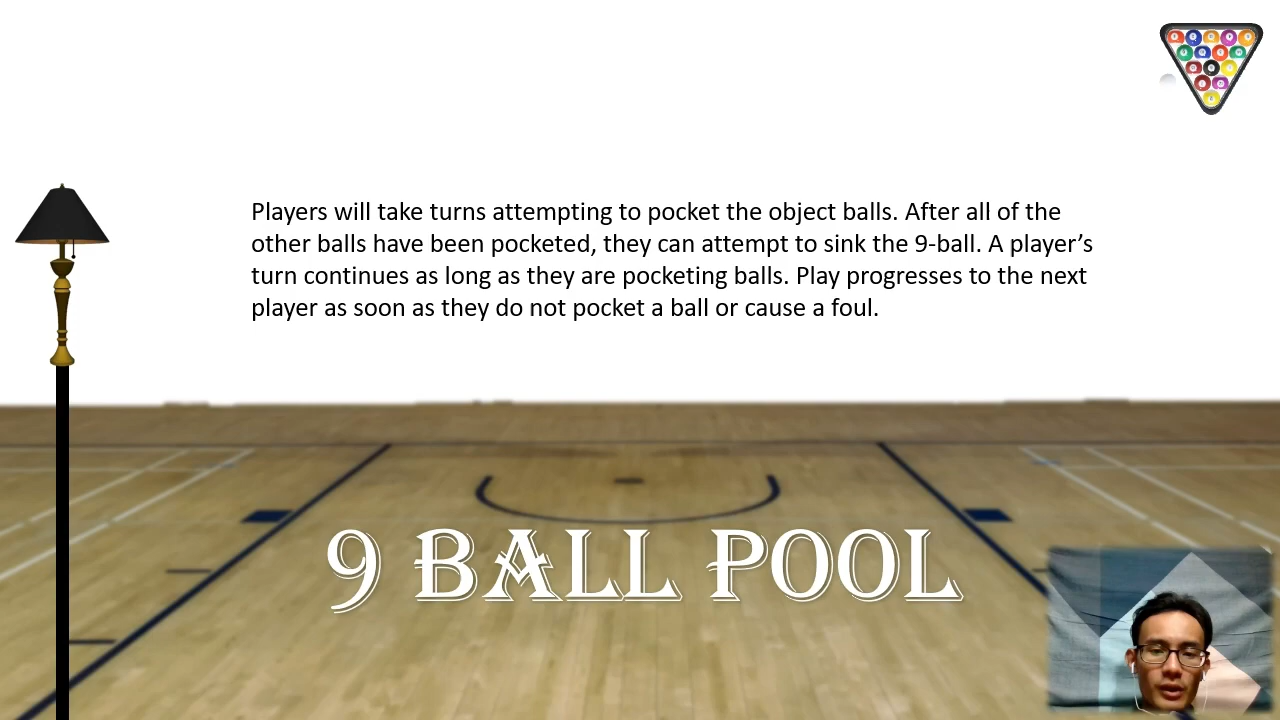 Players will take turns attempting to pocket the object balls. After all of the
other balls have been pocketed, they can attempt to sink the 9-ball. A player’s
turn continues as long as they are pocketing balls. Play progresses to the next
player as soon as they do not pocket a ball or cause a foul.
9 BALL POOL